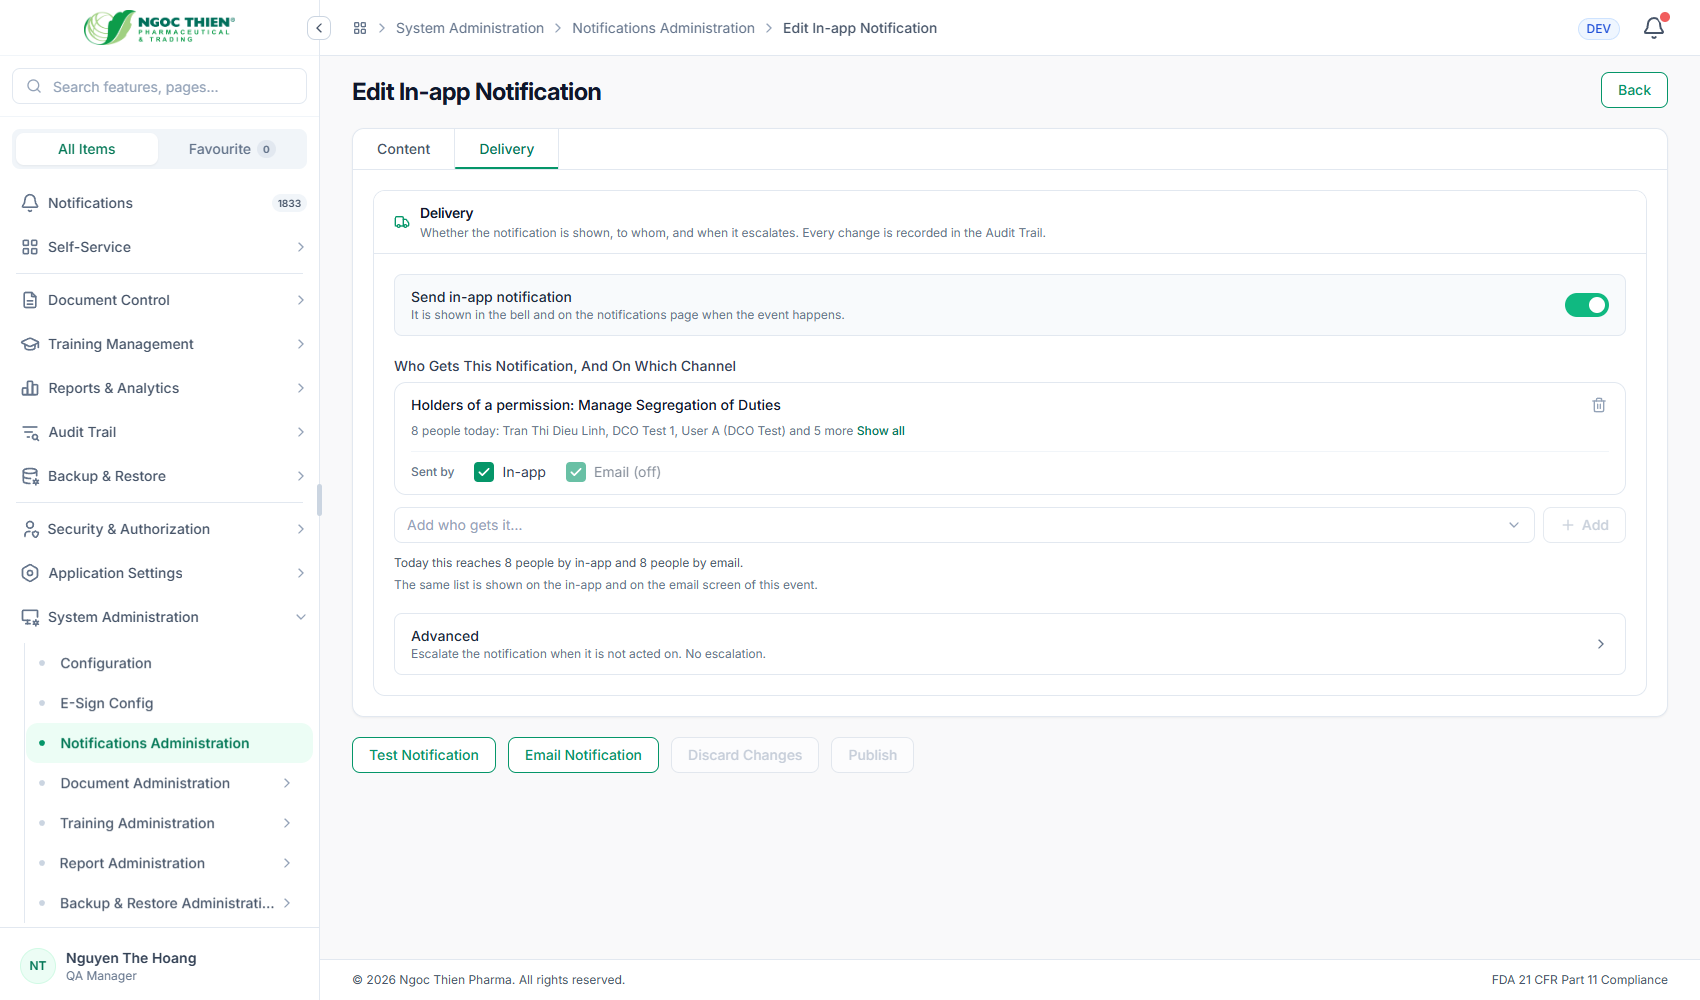 NGOC THIEN®
PHARMACEUTICAL
& TRADING
Search features, pages...
All Items
Favourite 0
Notifications 1833
Self-Service
Document Control
Training Management
Reports & Analytics
Audit Trail
Backup & Restore
Security & Authorization
Application Settings
System Administration
Configuration
E-Sign Config
Notifications Administration
Document Administration
Training Administration
Report Administration
Backup & Restore Administrati...
NT
Nguyen The Hoang
QA Manager
System Administration
Notifications Administration
Edit In-app Notification
DEV
Edit In-app Notification
Back
Content
Delivery
Delivery
Whether the notification is shown, to whom, and when it escalates. Every change is recorded in the Audit Trail.
Send in-app notification
It is shown in the bell and on the notifications page when the event happens.
Who Gets This Notification, And On Which Channel
Holders of a permission: Manage Segregation of Duties
8 people today: Tran Thi Dieu Linh, DCO Test 1, User A (DCO Test) and 5 more Show all
Sent by
In-app
Email (off)
Add who gets it...
Add
Today this reaches 8 people by in-app and 8 people by email.
The same list is shown on the in-app and on the email screen of this event.
Advanced
Escalate the notification when it is not acted on. No escalation.
Test Notification
Email Notification
Discard Changes
Publish
© 2026 Ngoc Thien Pharma. All rights reserved.
FDA 21 CFR Part 11 Compliance